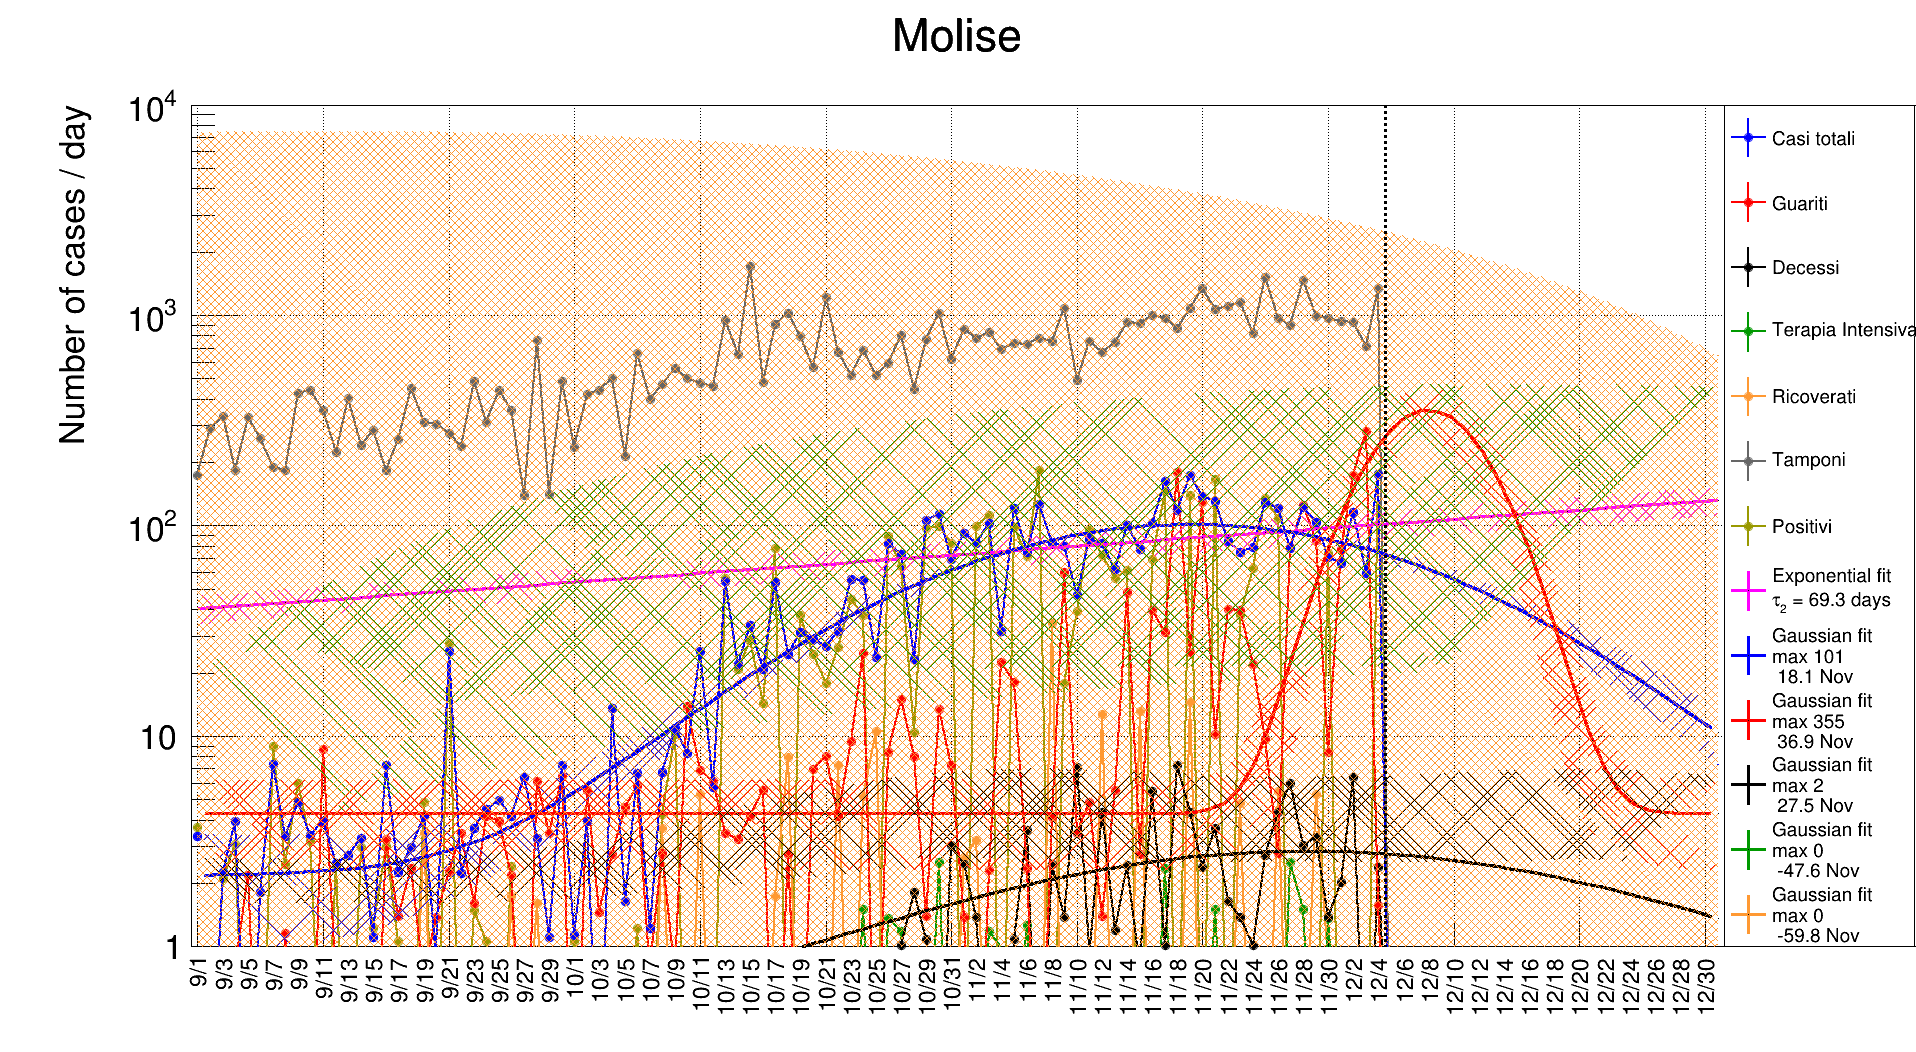 Molise
Number of cases / day
10^4
10^3
10^2
10
1
9/1 9/3 9/5 9/7 9/9 9/11 9/13 9/15 9/17 9/19 9/21 9/23 9/25 9/27 9/29 10/1 10/3 10/5 10/7 10/9 10/11 10/13 10/15 10/17 10/19 10/21 10/23 10/25 10/27 10/29 10/31 11/2 11/4 11/6 11/8 11/10 11/12 11/14 11/16 11/18 11/20 11/22 11/24 11/26 11/28 11/30 12/2 12/4 12/6 12/8 12/10 12/12 12/14 12/16 12/18 12/20 12/22 12/24 12/26 12/28 12/30
Casi totali
Guariti
Decessi
Terapia Intensiva
Ricoverati
Tamponi
Positivi
Exponential fit
τ₂ = 69.3 days
Gaussian fit
max 101
18.1 Nov
Gaussian fit
max 355
36.9 Nov
Gaussian fit
max 2
27.5 Nov
Gaussian fit
max 0
-47.6 Nov
Gaussian fit
max 0
-59.8 Nov